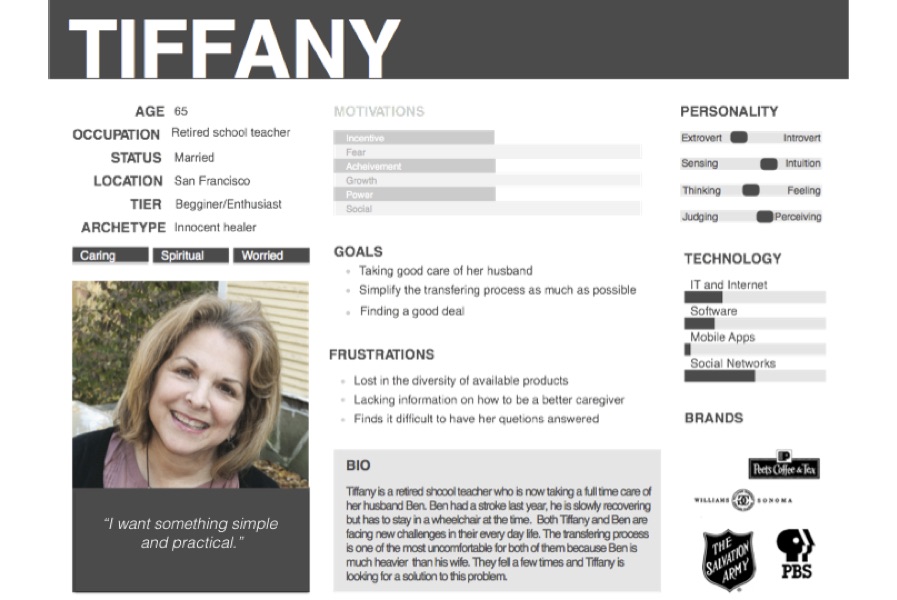 TIFFANY
AGE 65
OCCUPATION Retired school teacher
STATUS Married
LOCATION San Francisco
TIER Begginer/Enthusiast
ARCHETYPE Innocent healer
Caring Spiritual Worried
"I want something simple
and practical."
MOTIVATIONS
Incentive
Fear
Acheivement
Growth
Power
Social
GOALS
Taking good care of her husband
Simplify the transfering process as much as possible
Finding a good deal
FRUSTRATIONS
Lost in the diversity of available products
Lacking information on how to be a better caregiver
Finds it difficult to have her quetions answered
BIO
Tiffany is a retired shcool teacher who is now taking a full time care of
her husband Ben. Ben had a stroke last year, he is slowly recovering
but has to stay in a wheelchair at the time. Both Tiffany and Ben are
facing new challenges in their every day life. The transfering process
is one of the most uncomfortable for both of them because Ben is
much heavier than his wife. They fell a few times and Tiffany is
looking for a solution to this problem.
PERSONALITY
Extrovert Introvert
Sensing Intuition
Thinking Feeling
Judging Perceiving
TECHNOLOGY
IT and Internet
Software
Mobile Apps
Social Networks
BRANDS
Peet's Coffee & Tea
WILLIAMS SONOMA
THE
SALVATION
ARMY
PBS